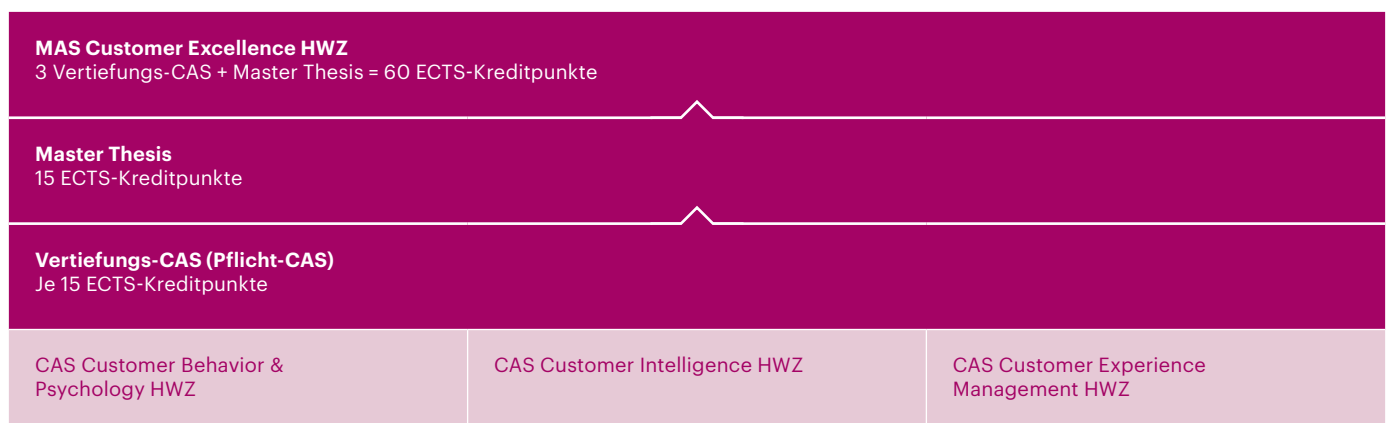 MAS Customer Excellence HWZ
3 Vertiefungs-CAS + Master Thesis = 60 ECTS-Kreditpunkte
Master Thesis
15 ECTS-Kreditpunkte
Vertiefungs-CAS (Pflicht-CAS)
Je 15 ECTS-Kreditpunkte
CAS Customer Behavior &
Psychology HWZ
CAS Customer Intelligence HWZ
CAS Customer Experience
Management HWZ